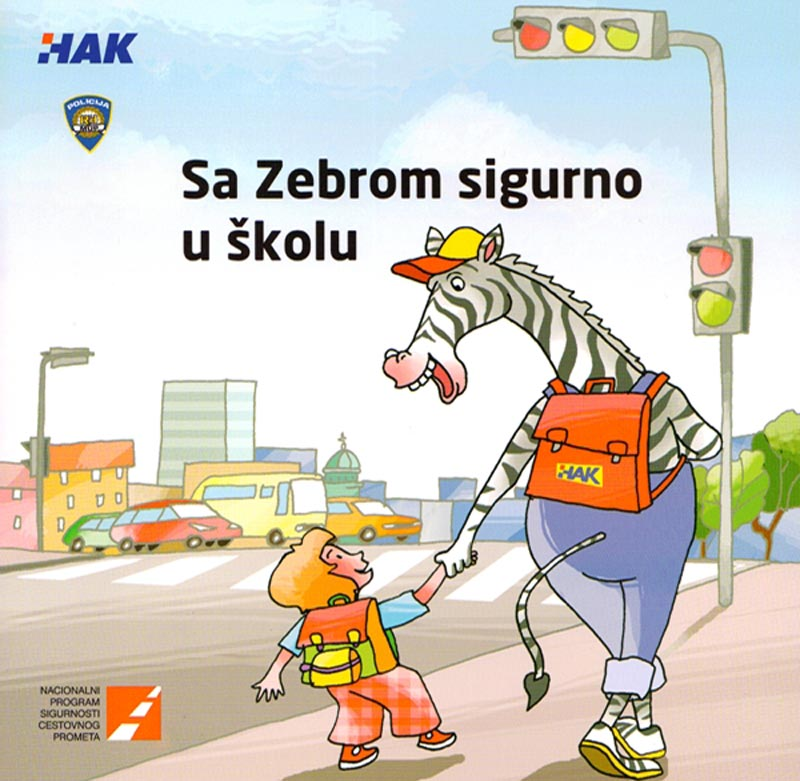 HAK
POLICIJA
Sa Zebrom sigurno
u školu
HAK
NACIONALNI
PROGRAM
SIGURNOSTI
CESTOVNOG
PROMETA